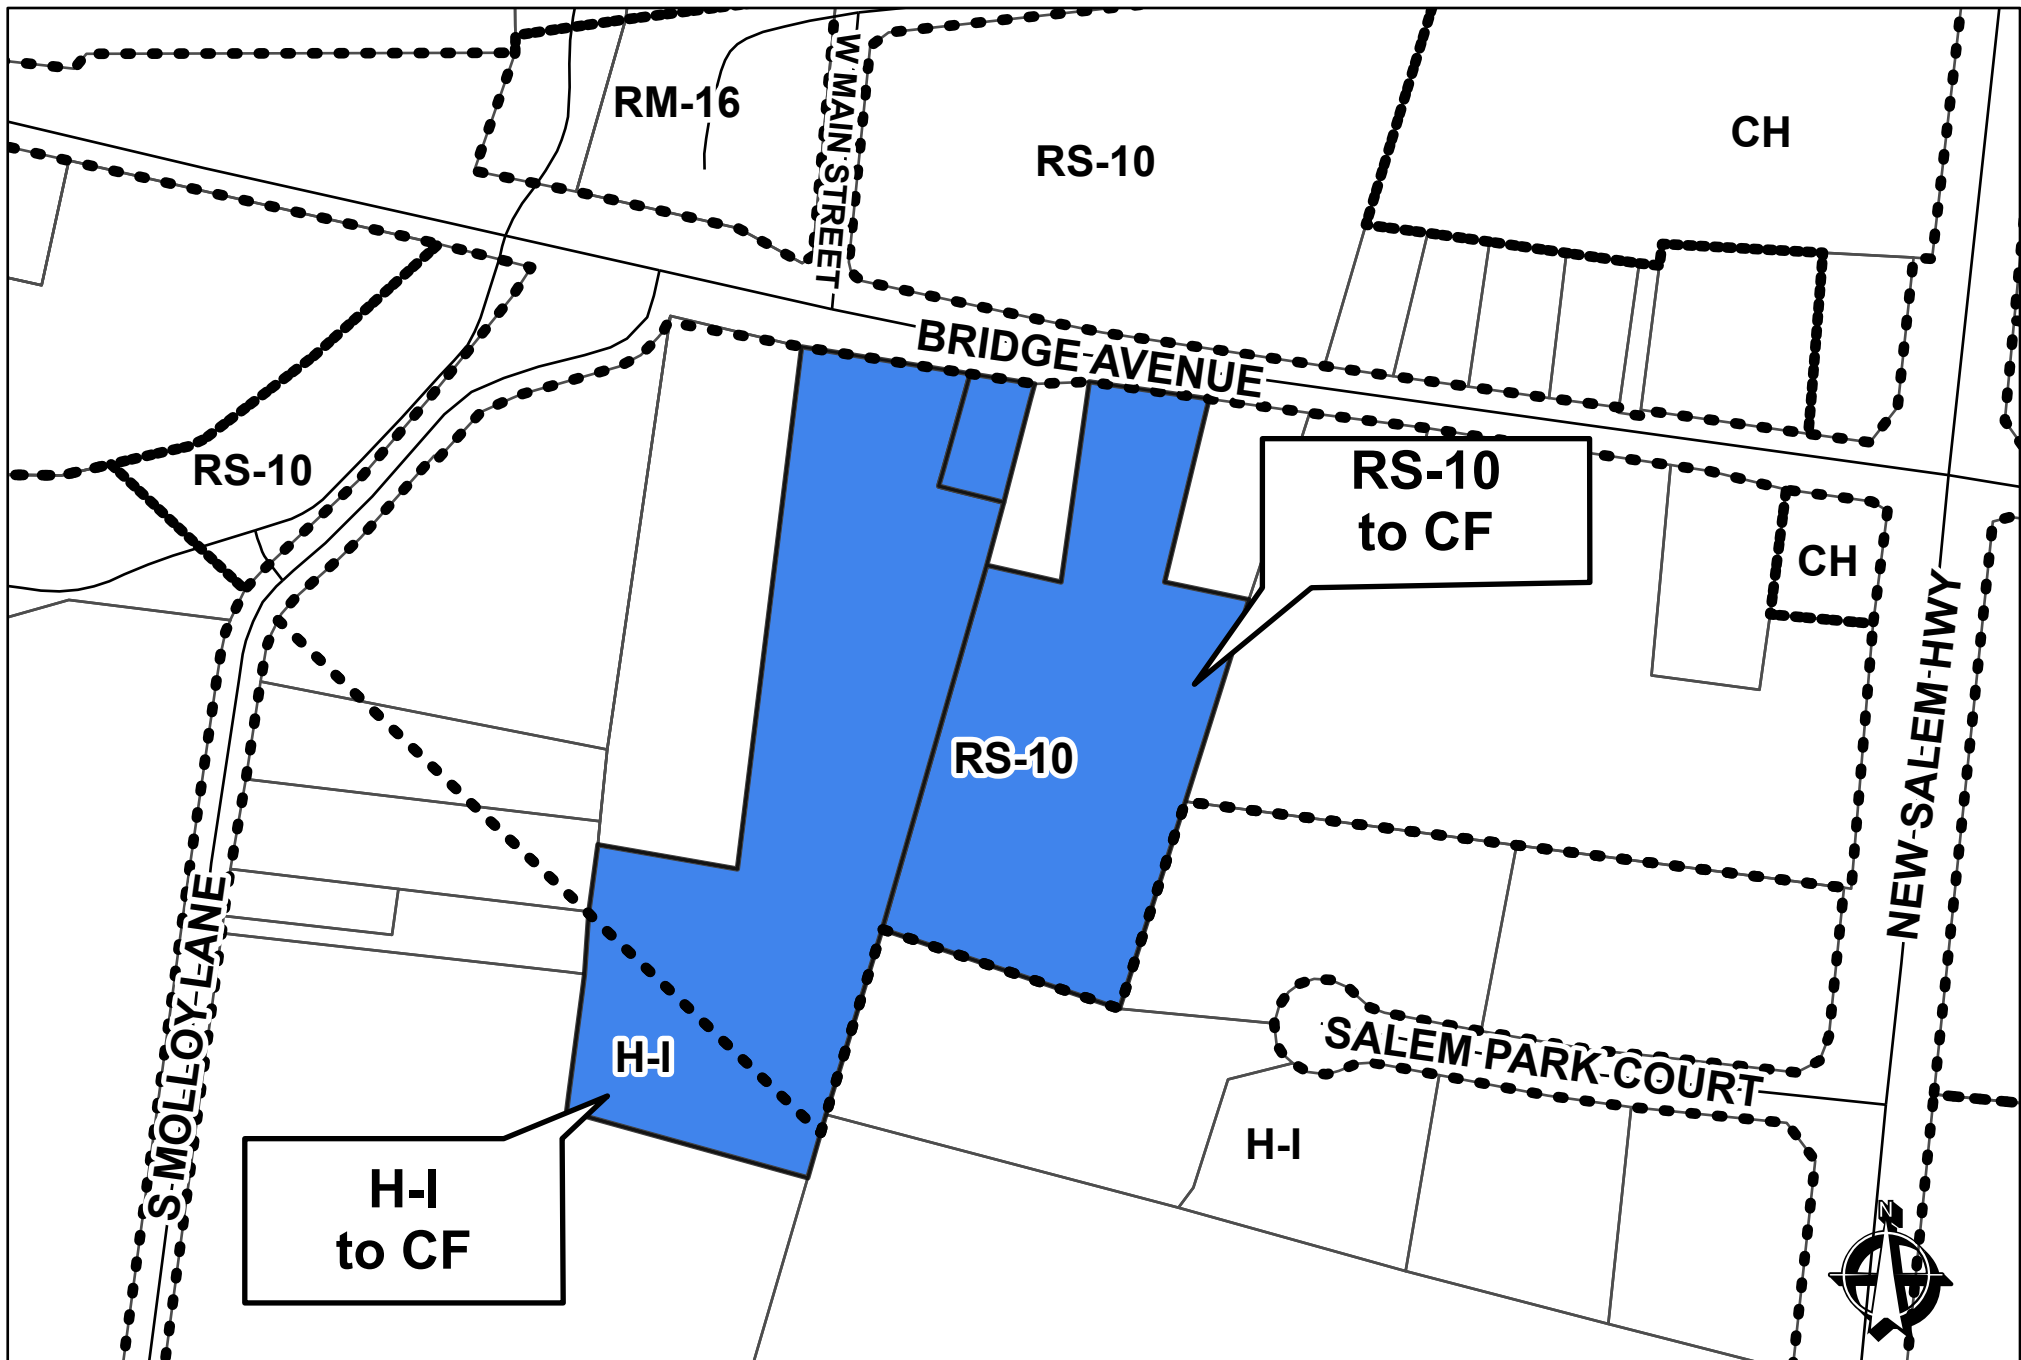 W MAIN STREET
RM-16
CH
RS-10
BRIDGE AVENUE
RS-10
RS-10
to CF
CH
NEW SALEM HWY
RS-10
S MOLLOY LANE
SALEM PARK COURT
H-I
H-I
H-I
to CF
N